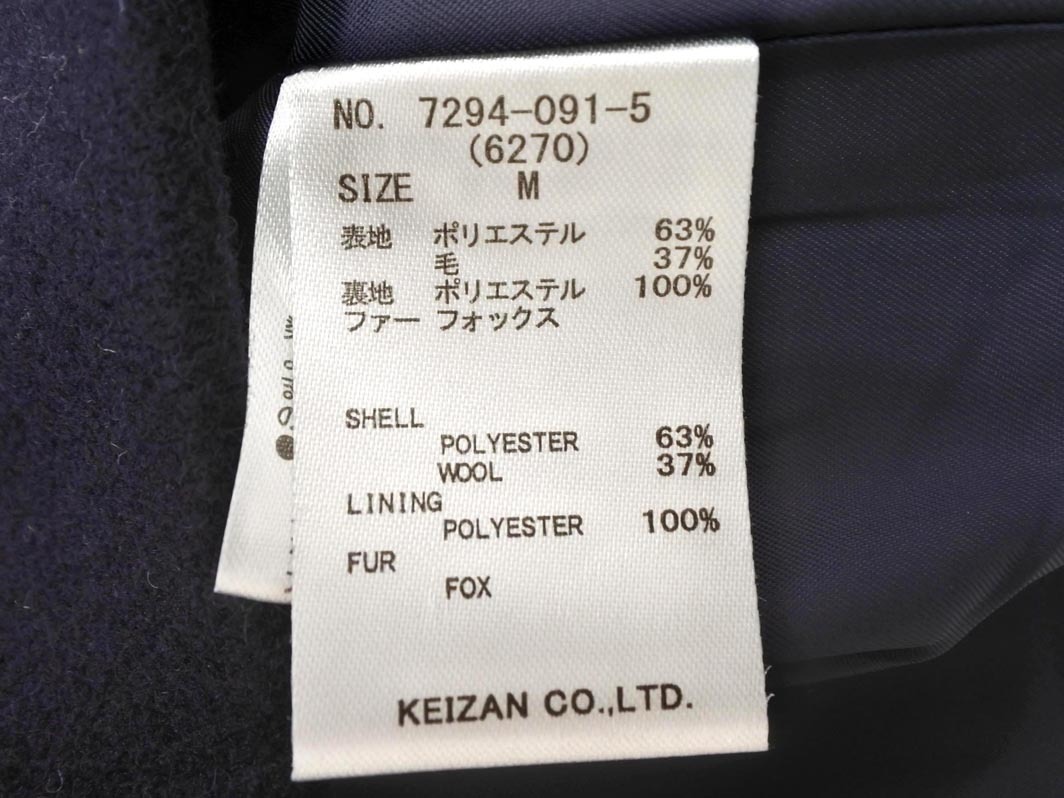 NO. 7294-091-5
(6270)
SIZE M
表地 ポリエステル 63%
毛 37%
裏地 ポリエステル 100%
ファー フォックス
SHELL
POLYESTER 63%
WOOL 37%
LINING
POLYESTER 100%
FUR
FOX
KEIZAN CO.,LTD.